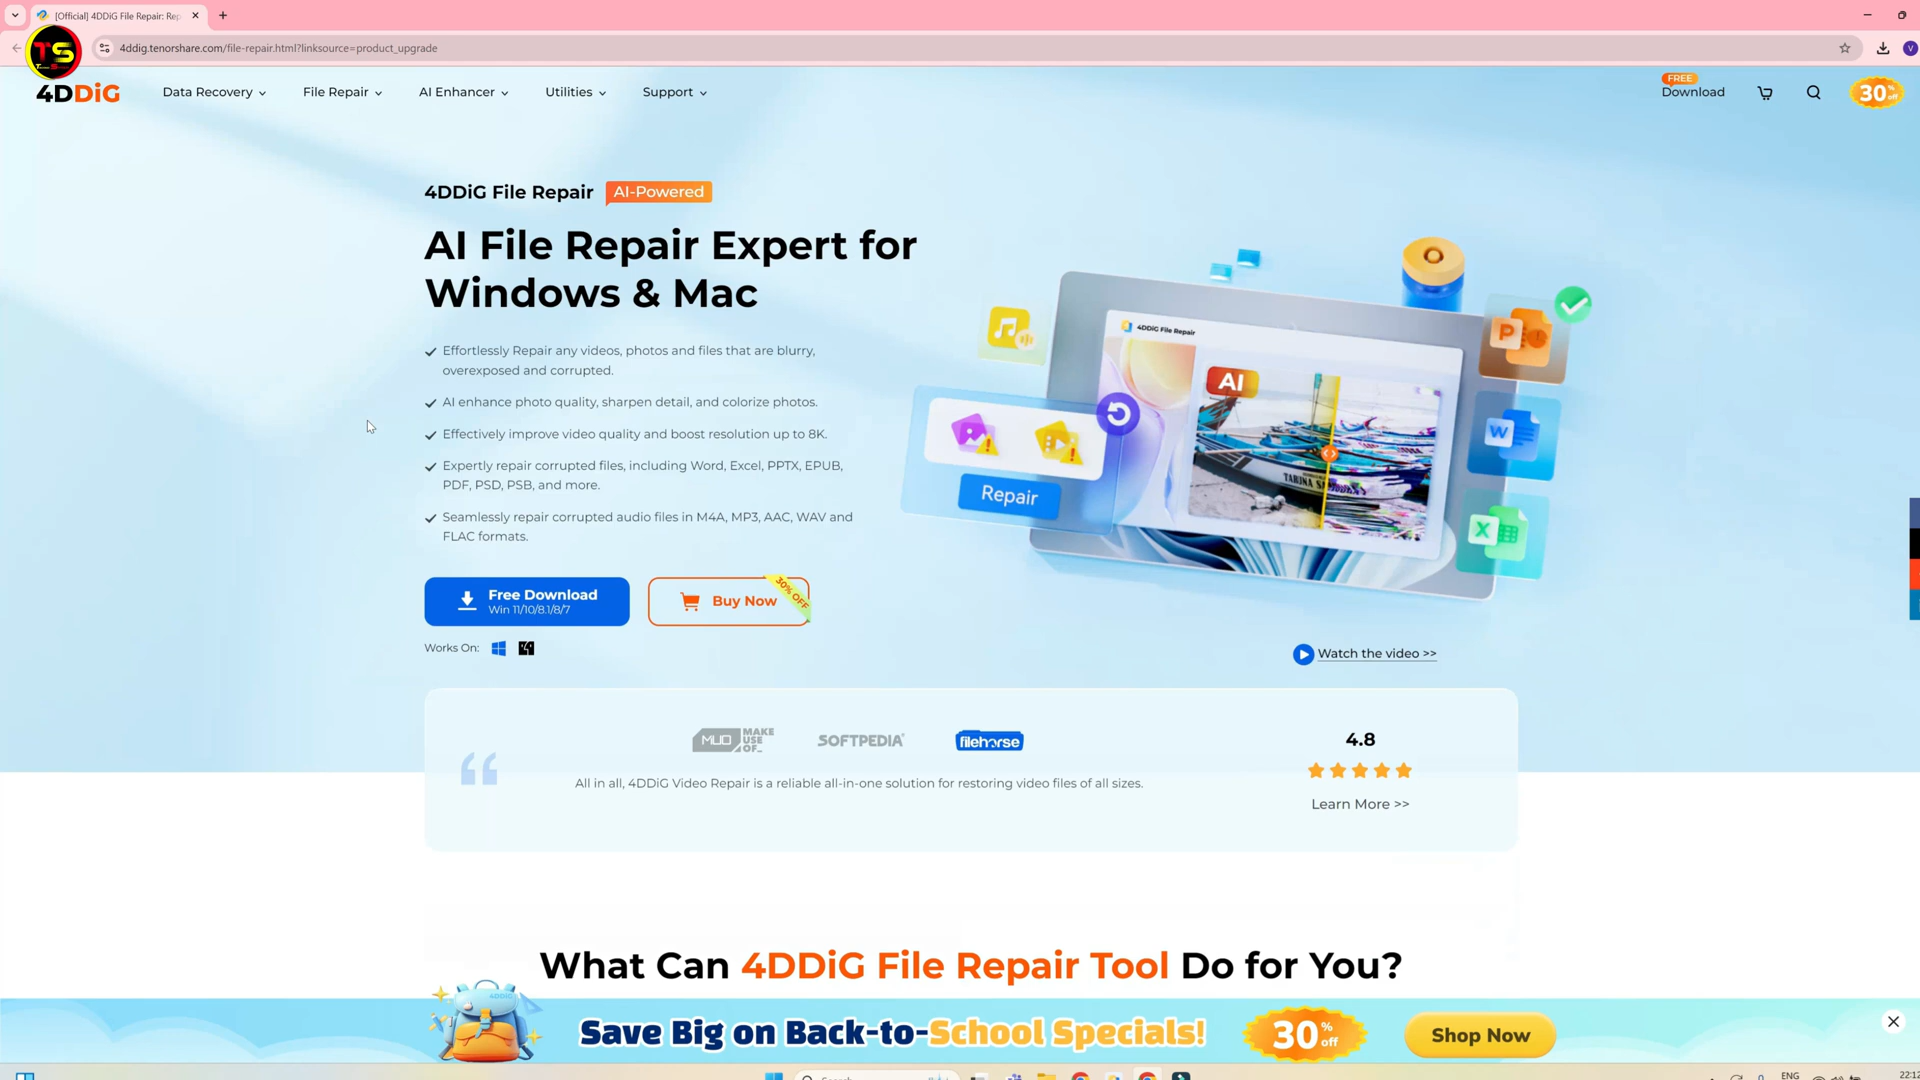 [Official] 4DDiG File Repair: Rep
TS
4ddig.tenorshare.com/file-repair.html?linksource=product_upgrade
4DDiG
Data Recovery
File Repair
AI Enhancer
Utilities
Support
FREE
Download
30% off
V
4DDiG File Repair
AI-Powered
AI File Repair Expert for
Windows & Mac
Effortlessly Repair any videos, photos and files that are blurry,
overexposed and corrupted.
AI enhance photo quality, sharpen detail, and colorize photos.
Effectively improve video quality and boost resolution up to 8K.
Expertly repair corrupted files, including Word, Excel, PPTX, EPUB,
PDF, PSD, PSB, and more.
Seamlessly repair corrupted audio files in M4A, MP3, AAC, WAV and
FLAC formats.
4DDiG File Repair
AI
P
W
X
Repair
Free Download
Win 11/10/8.1/8/7
Buy Now
30% OFF
Works On:
Watch the video >>
MUO MAKE
USE
OF_
SOFTPEDIA
filehorse
All in all, 4DDiG Video Repair is a reliable all-in-one solution for restoring video files of all sizes.
4.8
Learn More >>
What Can 4DDiG File Repair Tool Do for You?
4DDIG
Save Big on Back-to-School Specials!
30% off
Shop Now
Search
ENG
22:12